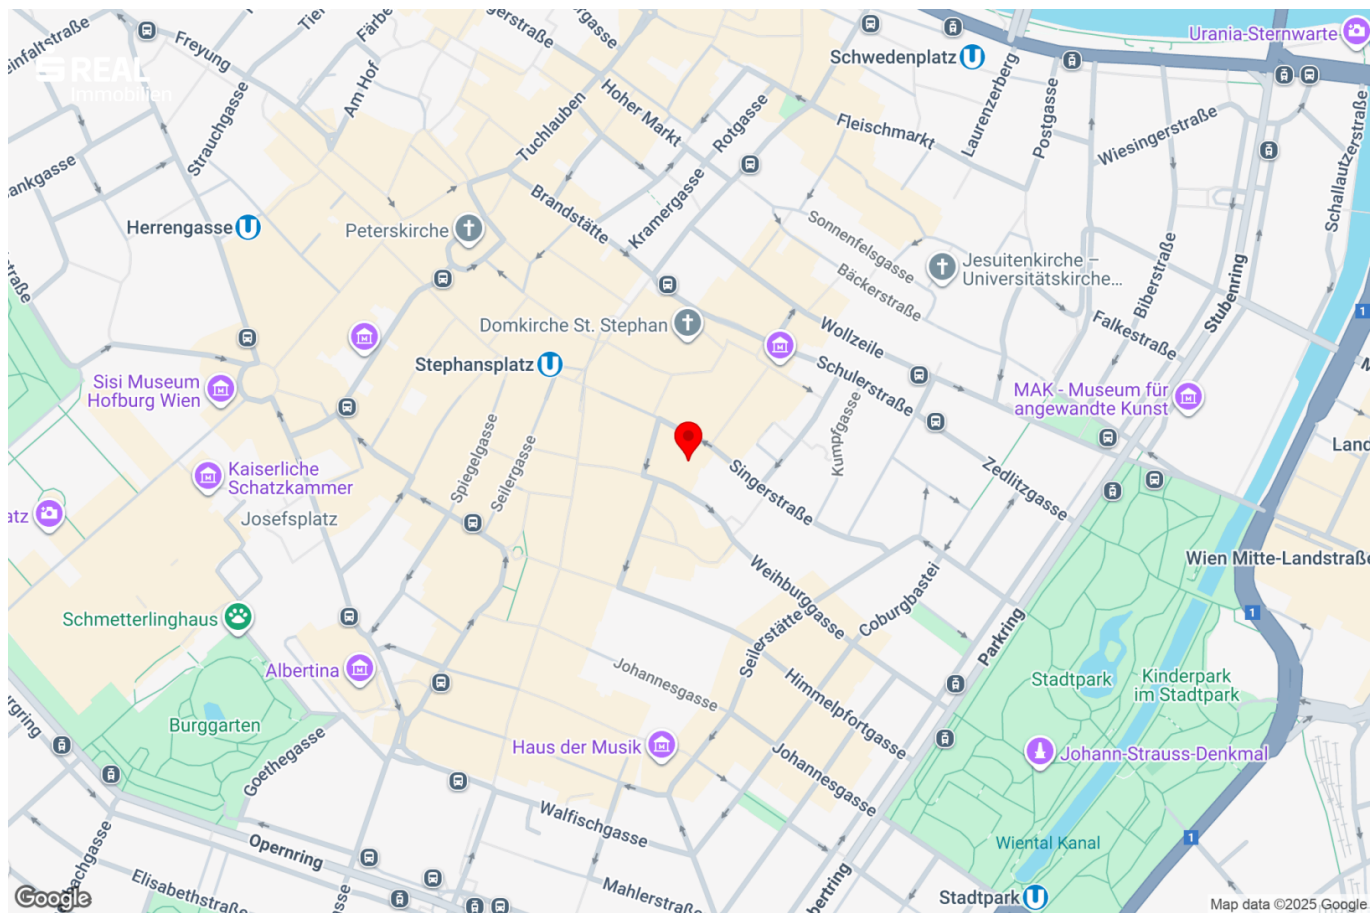 Urania-Sternwarte
Schwedenplatz
Freyung
Am Hof
REAL
Immobilien
Strauchgasse
Tuchlauben
Hoher Markt
Rotgasse
Fleischmarkt
Laurenzerberg
Postgasse
Wiesingerstraße
Schallautzerstraße
Brandstätte
Kramergasse
Herrengasse
Peterskirche
Sonnenfelsgasse
Bäckerstraße
Jesuitenkirche –
Universitätskirche...
Biberstraße
Falkestraße
Stubenring
1
Domkirche St. Stephan
Wollzeile
Stephansplatz
Schulerstraße
Sisi Museum
Hofburg Wien
MAK - Museum für
angewandte Kunst
Spiegelgasse
Seilergasse
Kumpfgasse
Singerstraße
Zedlitzgasse
Kaiserliche
Schatzkammer
Josefsplatz
Wien Mitte-Landstraße
Weihburggasse
Coburgbastei
Seilerstätte
Parkring
1
Schmetterlinghaus
Albertina
Johannesgasse
Himmelpfortgasse
Stadtpark
Kinderpark
im Stadtpark
Burggarten
Goethegasse
Haus der Musik
Johannesgasse
Johann-Strauss-Denkmal
Walfischgasse
Opernring
Wiental Kanal
1
Elisabethstraße
Mahlerstraße
Stadtpark
Google
Map data ©2025 Google